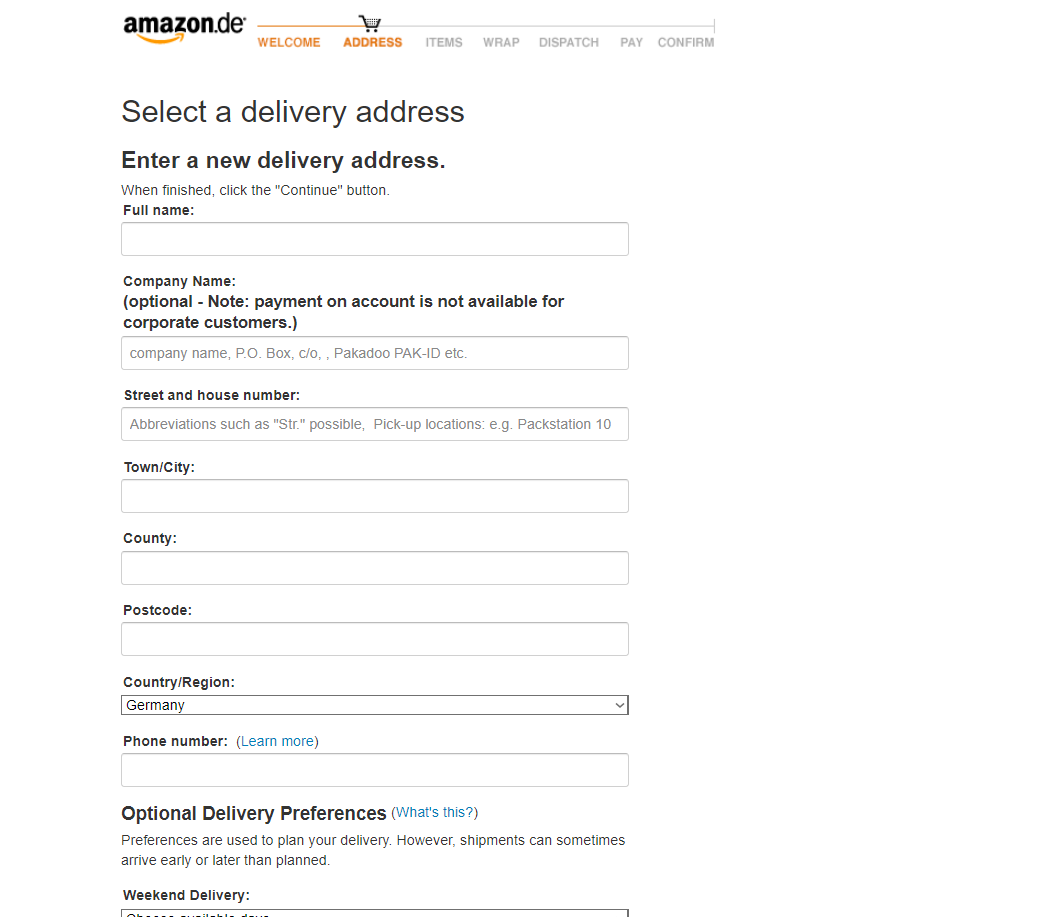 amazon.de
WELCOME ADDRESS ITEMS WRAP DISPATCH PAY CONFIRM
Select a delivery address
Enter a new delivery address.
When finished, click the "Continue" button.
Full name:
Company Name:
(optional - Note: payment on account is not available for
corporate customers.)
company name, P.O. Box, c/o, , Pakadoo PAK-ID etc.
Street and house number:
Abbreviations such as "Str." possible,  Pick-up locations: e.g. Packstation 10
Town/City:
County:
Postcode:
Country/Region:
Germany
Phone number: (Learn more)
Optional Delivery Preferences (What's this?)
Preferences are used to plan your delivery. However, shipments can sometimes
arrive early or later than planned.
Weekend Delivery:
Choose available days